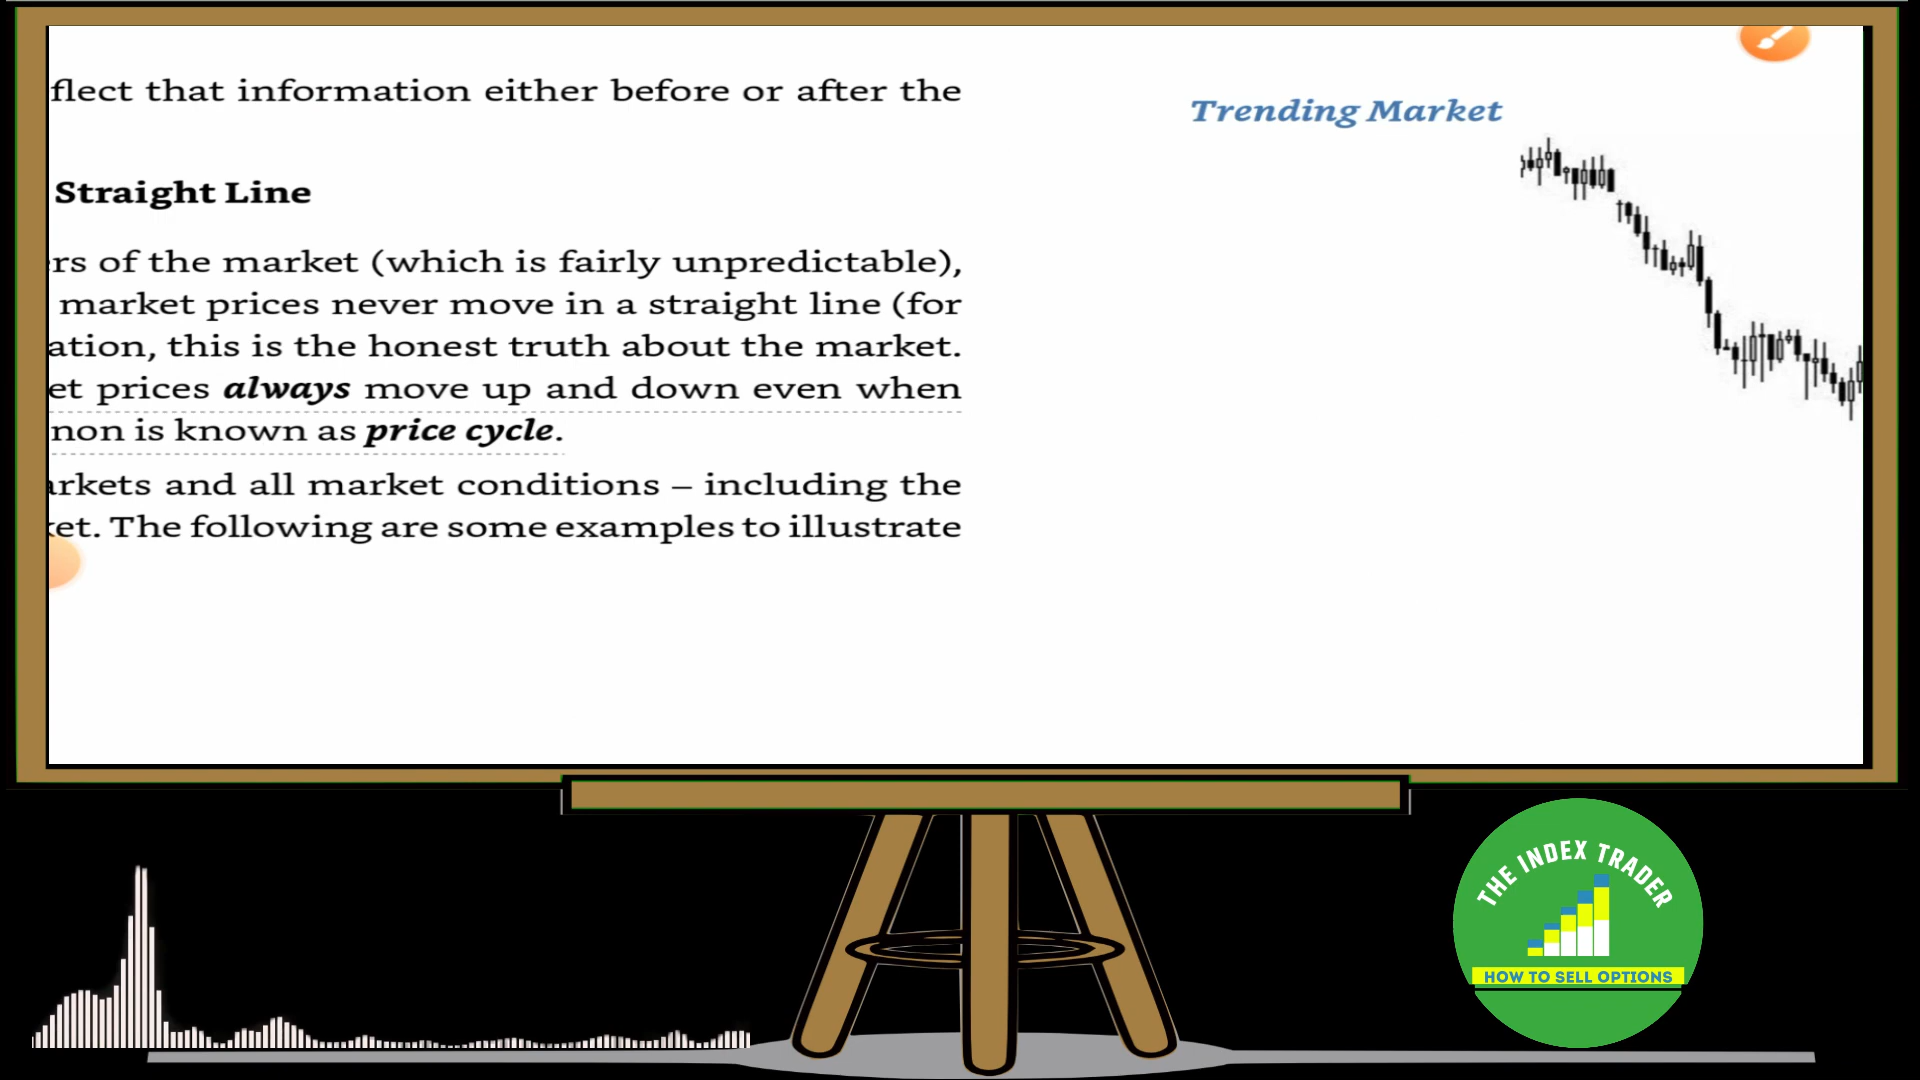 flect that information either before or after the
Straight Line
rs of the market (which is fairly unpredictable),
market prices never move in a straight line (for
ation, this is the honest truth about the market.
et prices always move up and down even when
non is known as price cycle.
rkets and all market conditions – including the
et. The following are some examples to illustrate
Trending Market
THE INDEX TRADER
HOW TO SELL OPTIONS